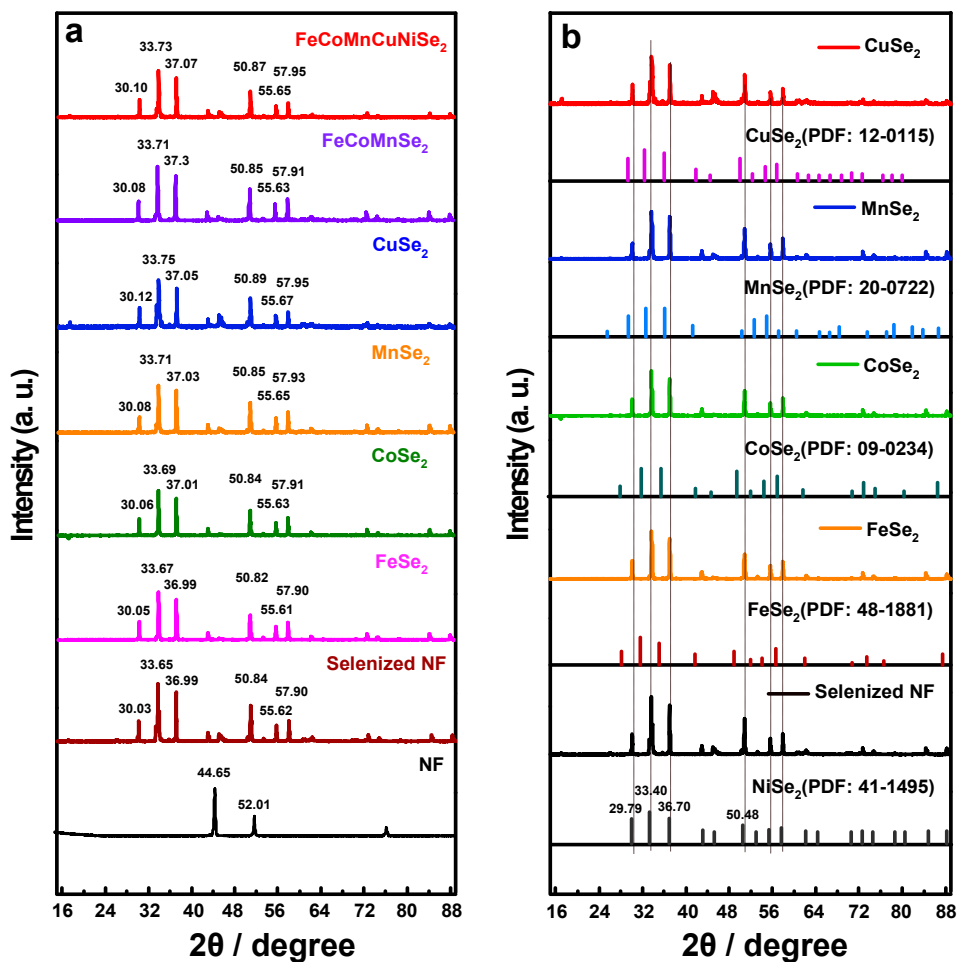 a
FeCoMnCuNiSe2
33.73
37.07
30.10
50.87
57.95
55.65
FeCoMnSe2
33.71
37.3
30.08
50.85
57.91
55.63
CuSe2
33.75
37.05
30.12
50.89
57.95
55.67
MnSe2
33.71
37.03
30.08
50.85
57.93
55.65
CoSe2
33.69
37.01
30.06
50.84
57.91
55.63
FeSe2
33.67
36.99
30.05
50.82
57.90
55.61
Selenized NF
33.65
36.99
30.03
50.84
57.90
55.62
NF
44.65
52.01
Intensity (a. u.)
16 24 32 40 48 56 64 72 80 88
2θ / degree
b
CuSe2
CuSe2(PDF: 12-0115)
MnSe2
MnSe2(PDF: 20-0722)
CoSe2
CoSe2(PDF: 09-0234)
FeSe2
FeSe2(PDF: 48-1881)
Selenized NF
NiSe2(PDF: 41-1495)
33.40
29.79
36.70
50.48
Intensity (a. u.)
16 24 32 40 48 56 64 72 80 88
2θ / degree